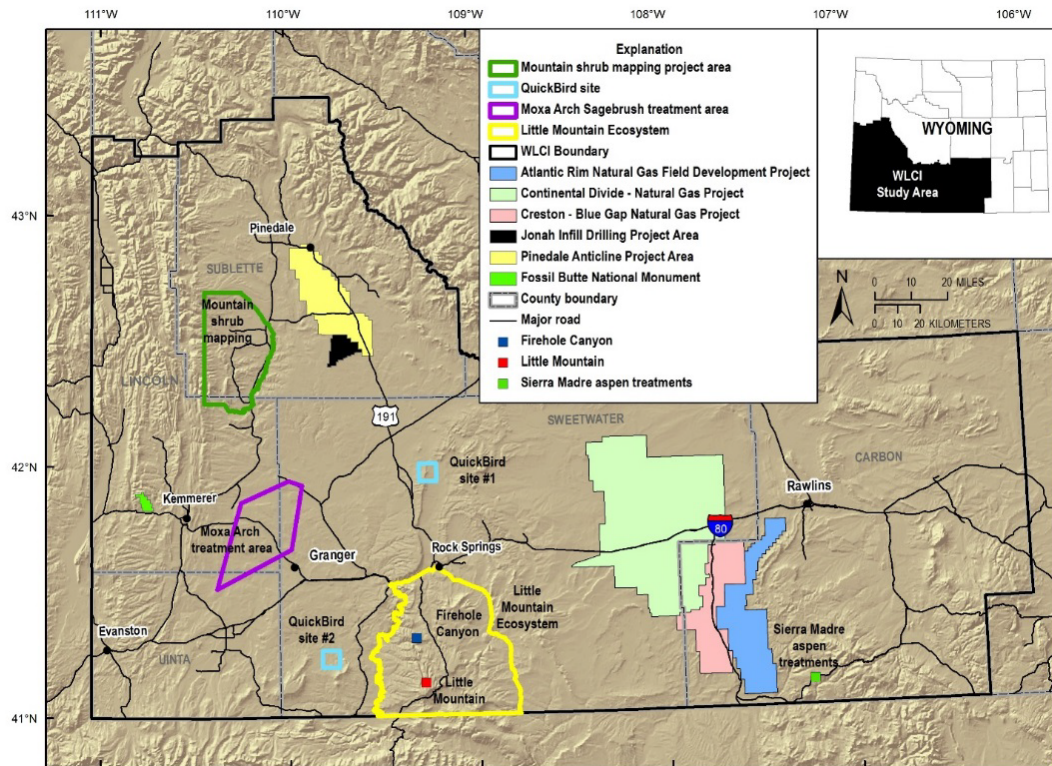 111°W
110°W
109°W
108°W
107°W
106°W
43°N
42°N
41°N
Explanation
Mountain shrub mapping project area
QuickBird site
Moxa Arch Sagebrush treatment area
Little Mountain Ecosystem
WLCI Boundary
Atlantic Rim Natural Gas Field Development Project
Continental Divide - Natural Gas Project
Creston - Blue Gap Natural Gas Project
Jonah Infill Drilling Project Area
Pinedale Anticline Project Area
Fossil Butte National Monument
County boundary
Major road
Firehole Canyon
Little Mountain
Sierra Madre aspen treatments
WYOMING
WLCI
Study Area
N
0 10 20 MILES
0 10 20 KILOMETERS
Pinedale
SUBLETTE
Mountain
shrub
mapping
LINCOLN
191
SWEETWATER
CARBON
QuickBird
site #1
Rawlins
Kemmerer
Moxa Arch
treatment area
80
Granger
Rock Springs
Little
Mountain
Ecosystem
Firehole
Canyon
Evanston
QuickBird
site #2
UINTA
Sierra Madre
aspen
treatments
Little
Mountain